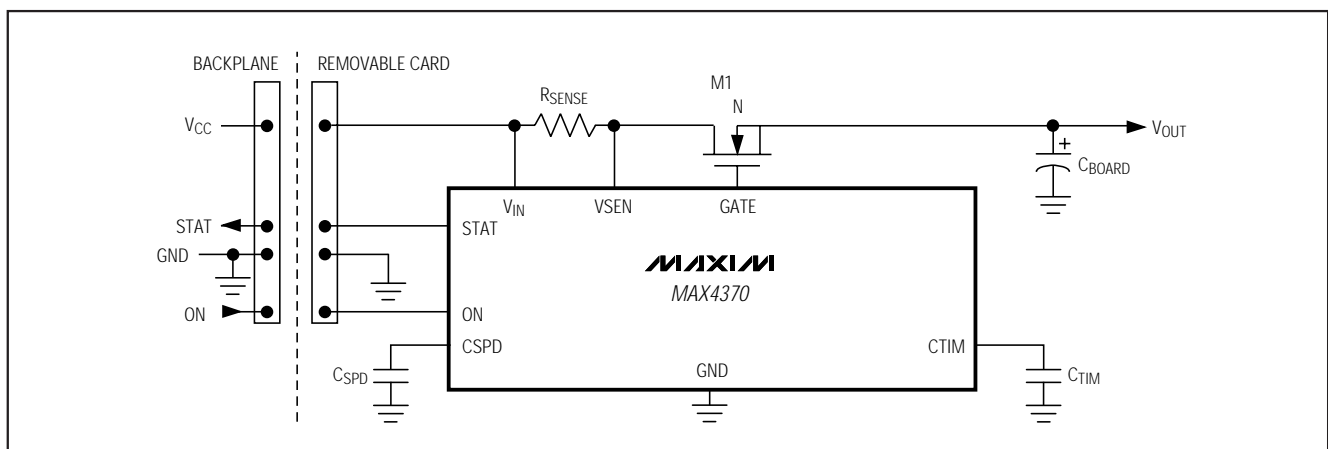 BACKPLANE
REMOVABLE CARD
M1
N
RSENSE
VCC
VOUT
+
CBOARD
VIN
VSEN
GATE
STAT
STAT
GND
MAXIM
MAX4370
ON
ON
CSPD
CTIM
CSPD
GND
CTIM